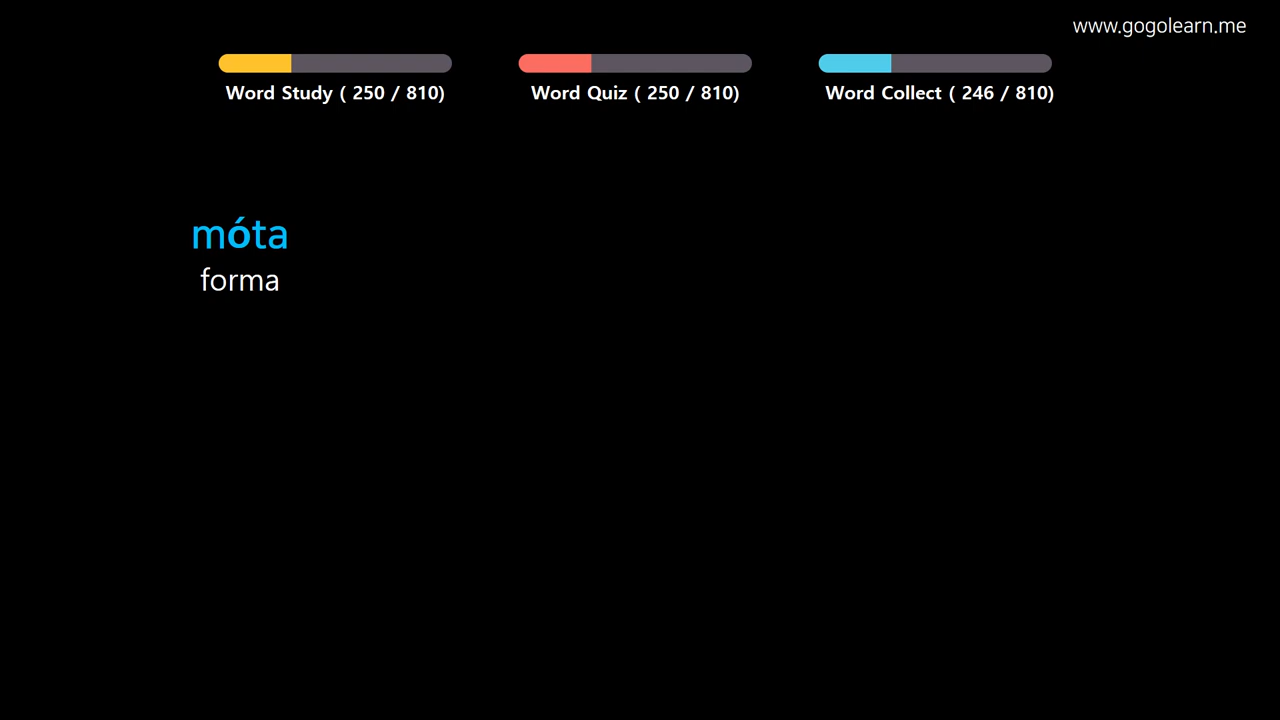 www.gogolearn.me
Word Study ( 250 / 810)
Word Quiz ( 250 / 810)
Word Collect ( 246 / 810)
móta
forma